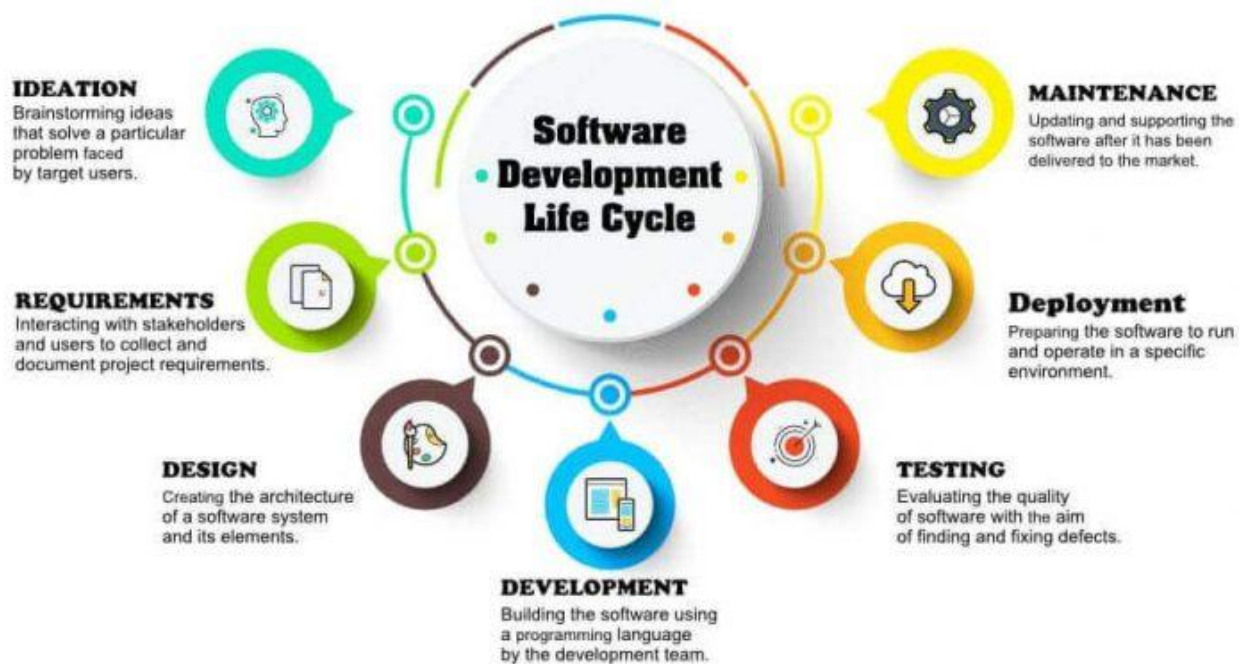 Software
Development
Life Cycle
IDEATION
Brainstorming ideas
that solve a particular
problem faced
by target users.
REQUIREMENTS
Interacting with stakeholders
and users to collect and
document project requirements.
DESIGN
Creating the architecture
of a software system
and its elements.
DEVELOPMENT
Building the software using
a programming language
by the development team.
TESTING
Evaluating the quality
of software with the aim
of finding and fixing defects.
Deployment
Preparing the software to run
and operate in a specific
environment.
MAINTENANCE
Updating and supporting the
software after it has been
delivered to the market.